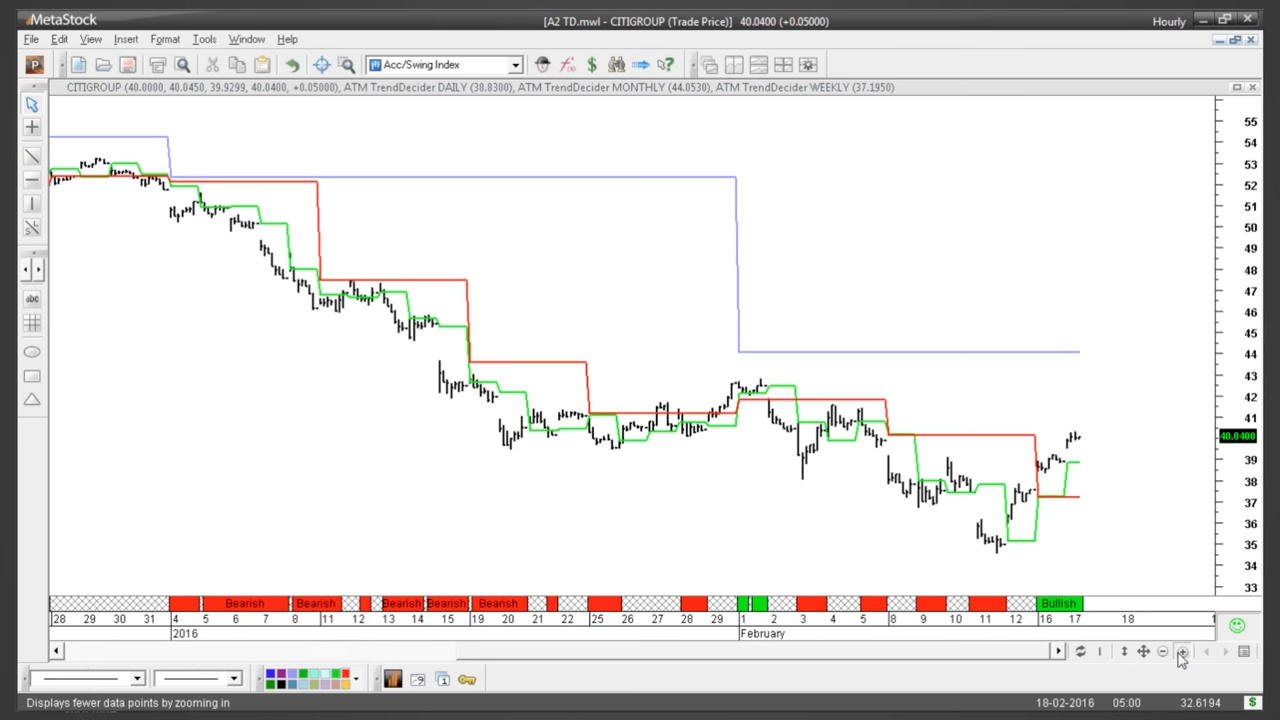 MetaStock
[A2 TD.mwl - CITIGROUP (Trade Price)] 40.0400 (+0.05000)
Hourly
File Edit View Insert Format Tools Window Help
Acc/Swing Index
CITIGROUP (40.0000, 40.0450, 39.9299, 40.0400, +0.05000), ATM TrendDecider DAILY (38.8300), ATM TrendDecider MONTHLY (44.0530), ATM TrendDecider WEEKLY (37.1950)
55
54
53
52
51
50
49
48
47
46
45
44
43
42
41
40.0400
39
38
37
36
35
34
33
abc
Bearish Bearish Bearish Bearish Bearish Bullish
28 29 30 31 4 5 6 7 8 11 12 13 14 15 19 20 21 22 25 26 27 28 29 1 2 3 4 5 8 9 10 11 12 16 17 18 1
2016 February
Displays fewer data points by zooming in
18-02-2016 05:00 32.6194 $